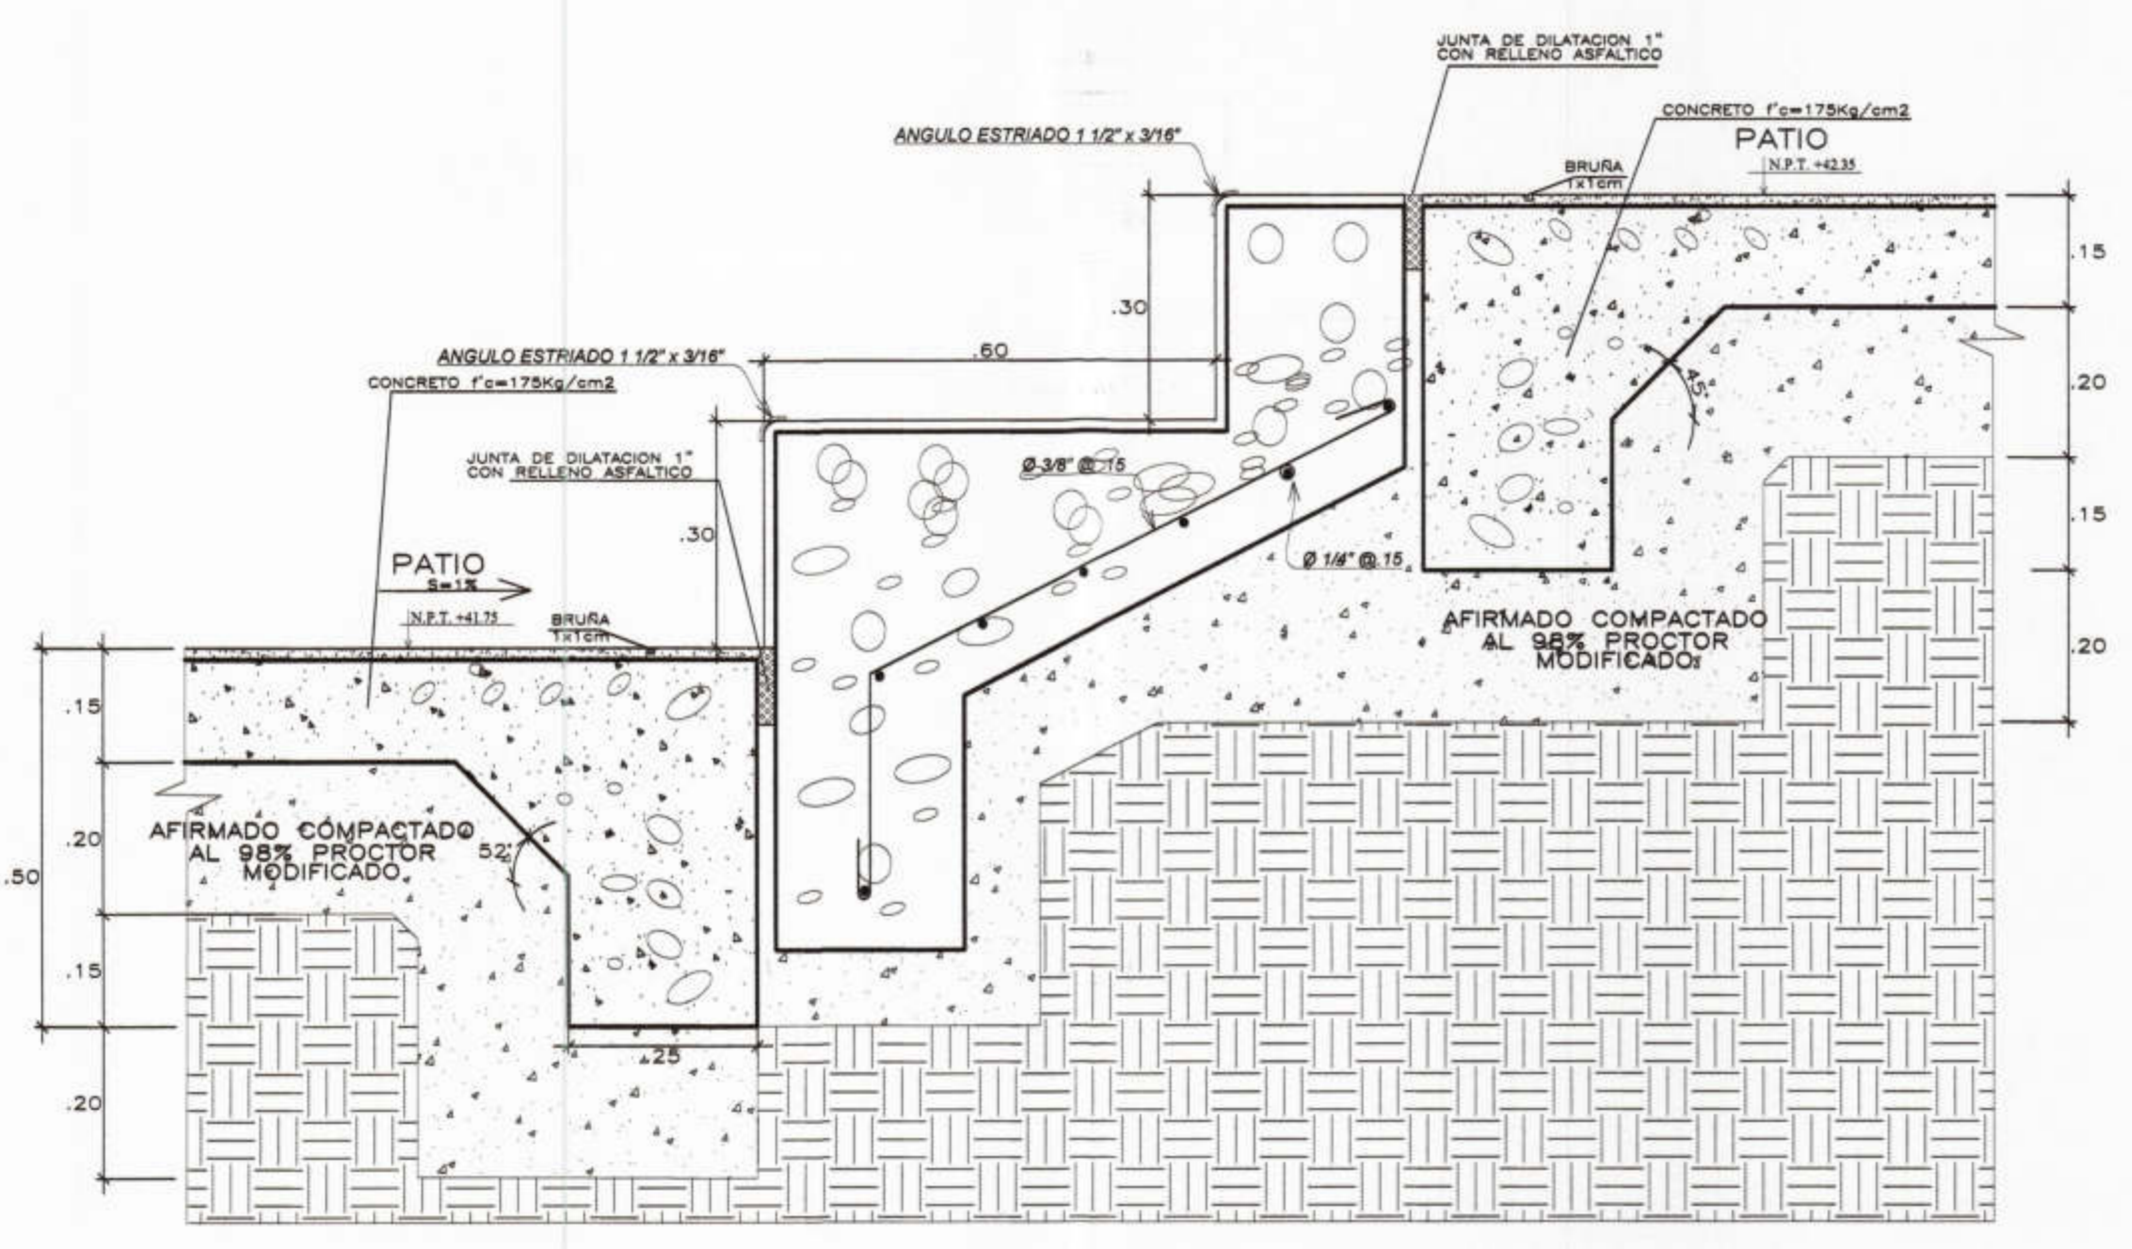 JUNTA DE DILATACION 1"
CON RELLENO ASFALTICO
CONCRETO f'c=175Kg/cm2
PATIO
N.P.T. +42.35
BRUÑA
1x1cm
ANGULO ESTRIADO 1 1/2" x 3/16"
.15
.30
.60
ANGULO ESTRIADO 1 1/2" x 3/16"
CONCRETO f'c=175Kg/cm2
.20
45°
JUNTA DE DILATACION 1"
CON RELLENO ASFALTICO
Ø 3/8" @ .15
.30
.15
Ø 1/4" @.15
PATIO
S=1%
N.P.T. +41.75
BRUÑA
1x1cm
AFIRMADO COMPACTADO
AL 98% PROCTOR
MODIFICADO
.20
.15
AFIRMADO COMPACTADO
AL 98% PROCTOR
MODIFICADO
.20
52°
.50
.15
.25
.20